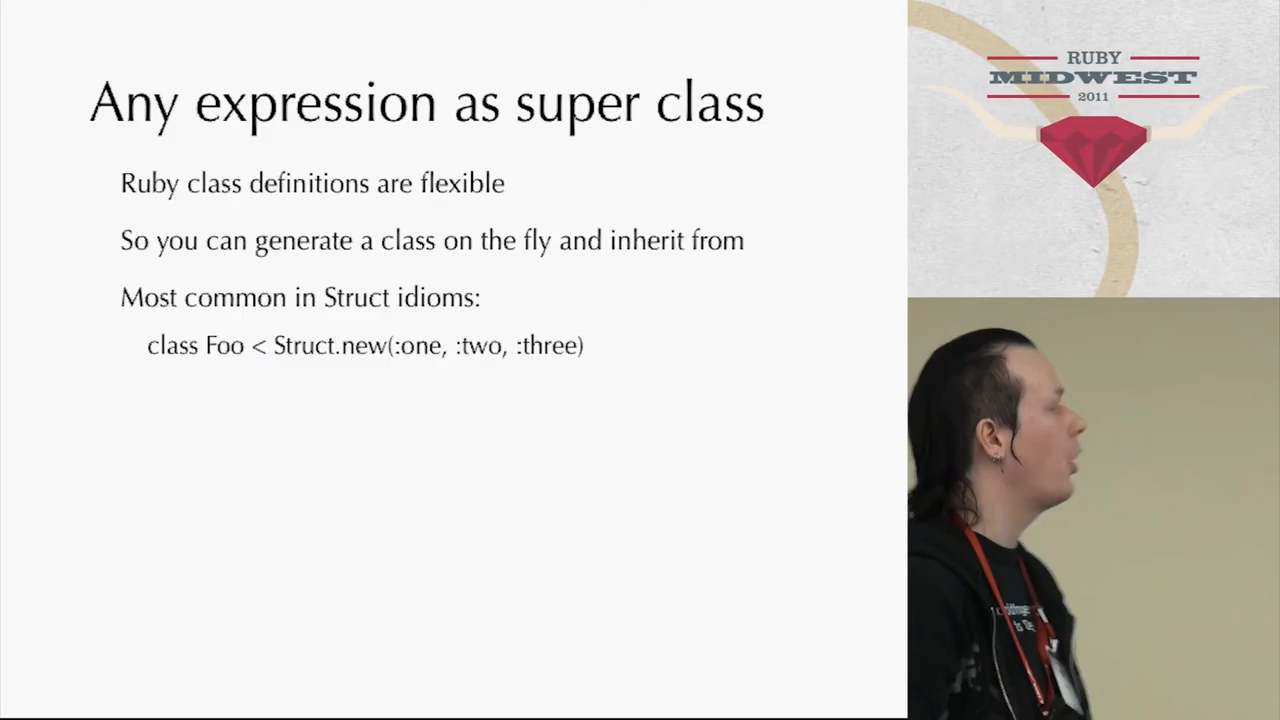 Any expression as super class
Ruby class definitions are flexible
So you can generate a class on the fly and inherit from
Most common in Struct idioms:
class Foo < Struct.new(:one, :two, :three)
RUBY
MIDWEST
2011